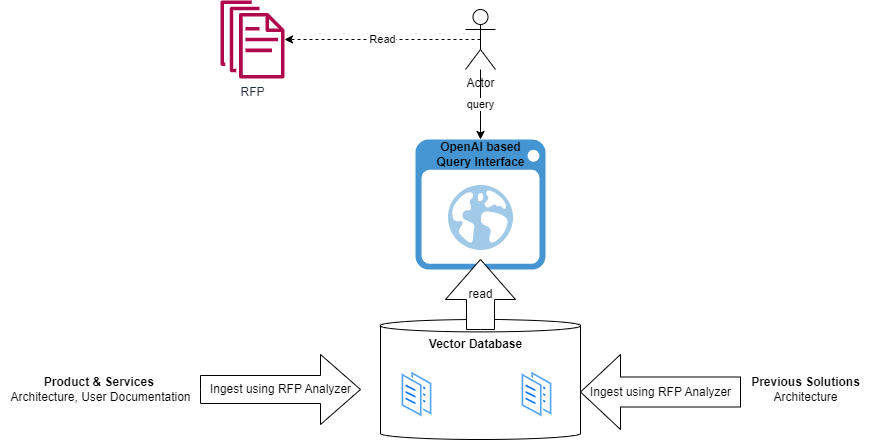 Read
RFP
Actor
query
OpenAI based
Query Interface
read
Vector Database
Product & Services
Architecture, User Documentation
Ingest using RFP Analyzer
Ingest using RFP Analyzer
Previous Solutions
Architecture